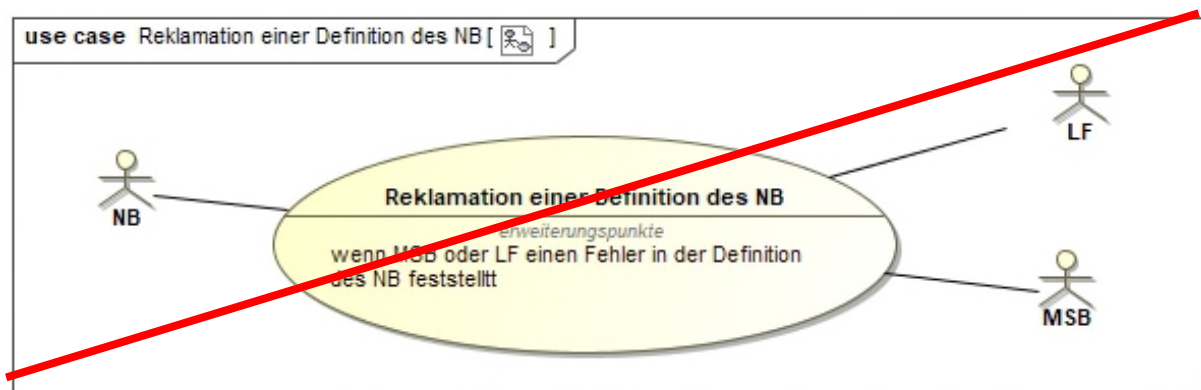 use case Reklamation einer Definition des NB [ ]
LF
NB
Reklamation einer Definition des NB
erweiterungspunkte
wenn MSB oder LF einen Fehler in der Definition
des NB feststelltt
MSB